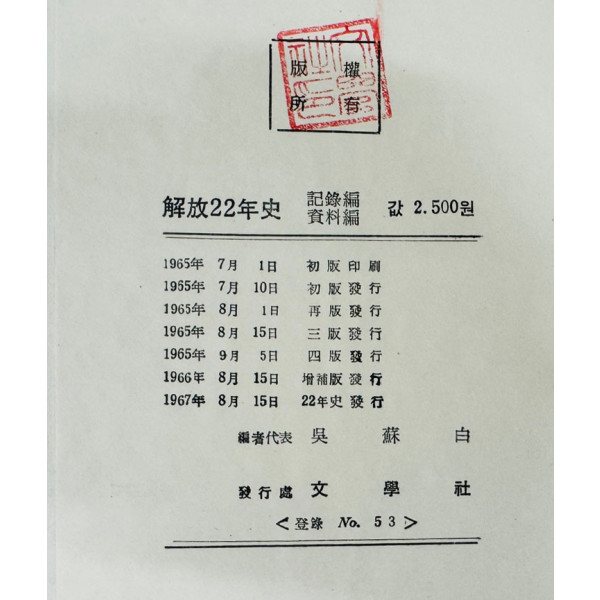 版權
所有
解放22年史 記錄編 資料編 값 2.500원
1965年 7月 1日 初版印刷
1965年 7月 10日 初版發行
1965年 8月 1日 再版發行
1965年 8月 15日 三版發行
1965年 9月 5日 四版發行
1966年 8月 15日 增補版發行
1967年 8月 15日 22年史發行
編者代表 吳蘇白
發行處 文學社
<登錄 No. 53>